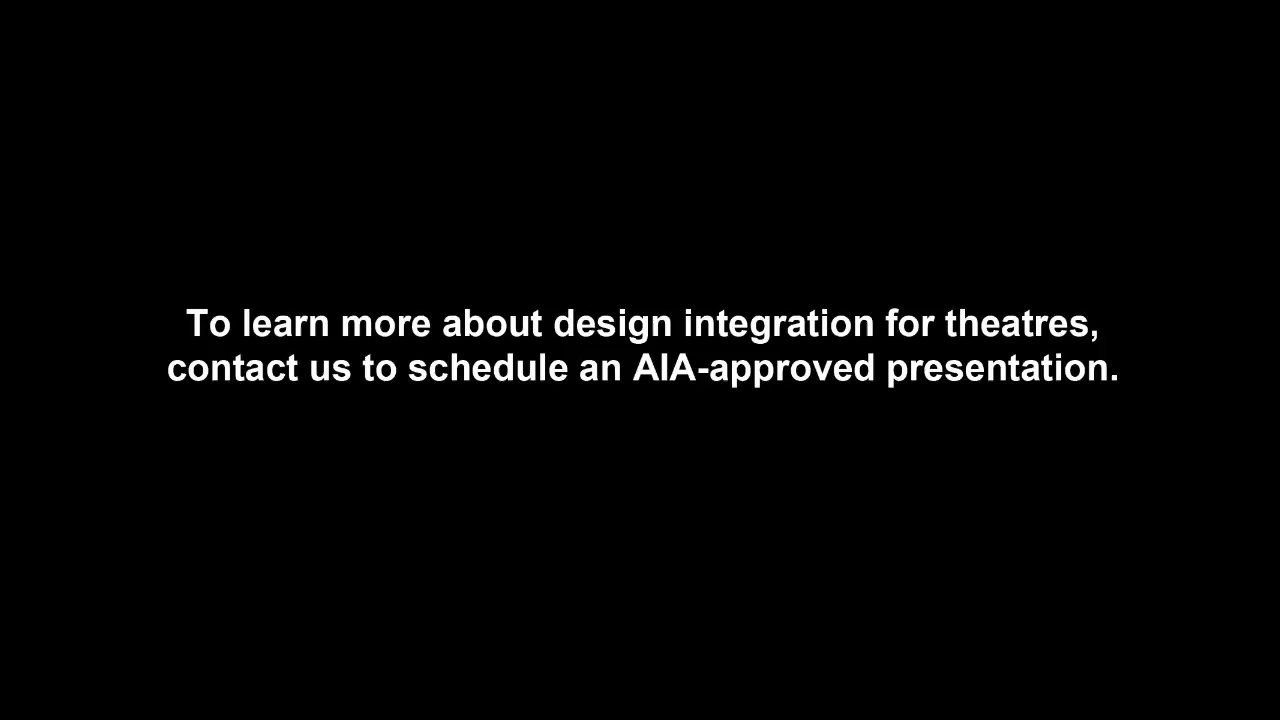 To learn more about design integration for theatres,
contact us to schedule an AIA-approved presentation.